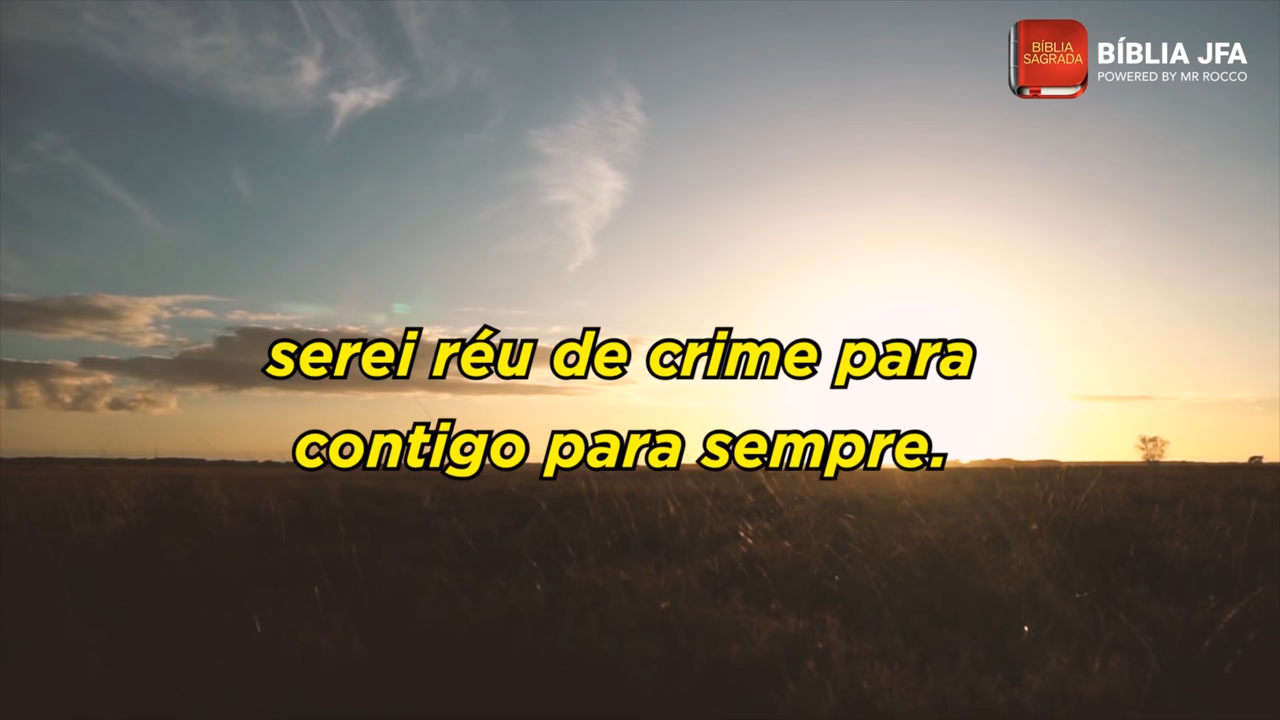 BÍBLIA
SAGRADA
BÍBLIA JFA
POWERED BY MR ROCCO
serei réu de crime para
contigo para sempre.